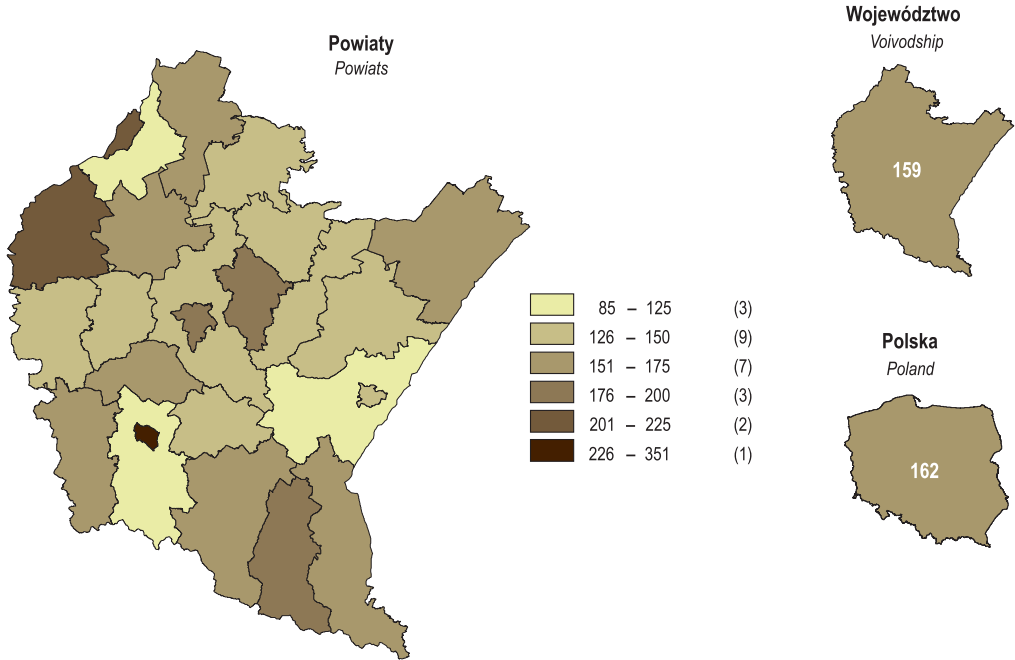 Powiaty
Powiats
85 – 125 (3)
126 – 150 (9)
151 – 175 (7)
176 – 200 (3)
201 – 225 (2)
226 – 351 (1)
Województwo
Voivodship
159
Polska
Poland
162